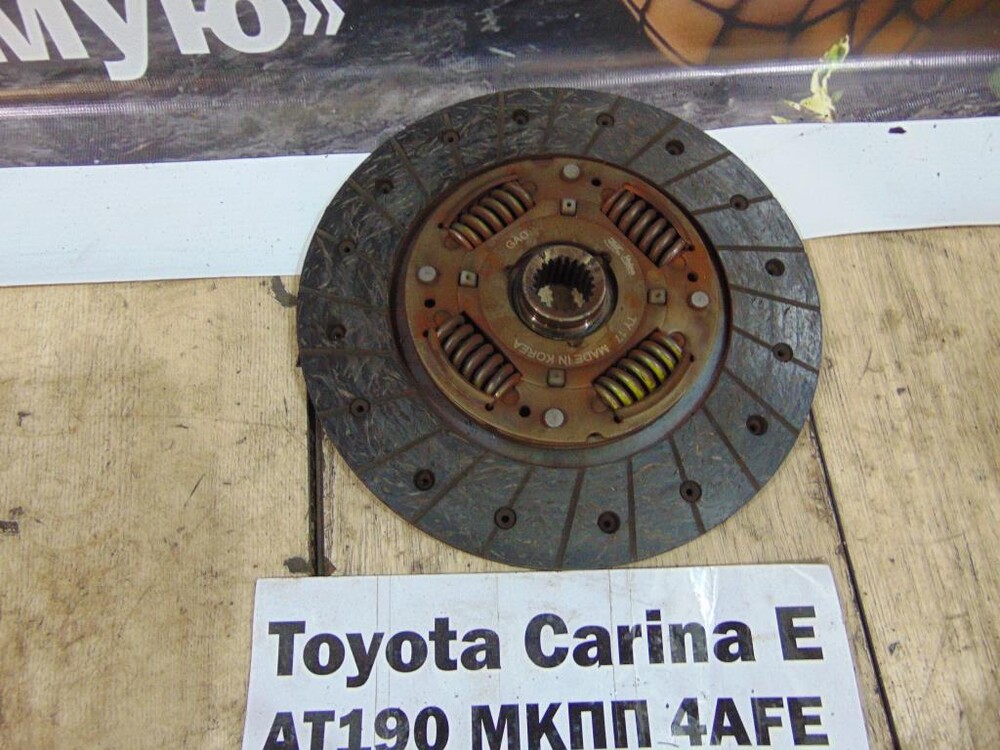 мую»
MADE IN KOREA
Toyota Carina E
AT190 МКПП 4AFE